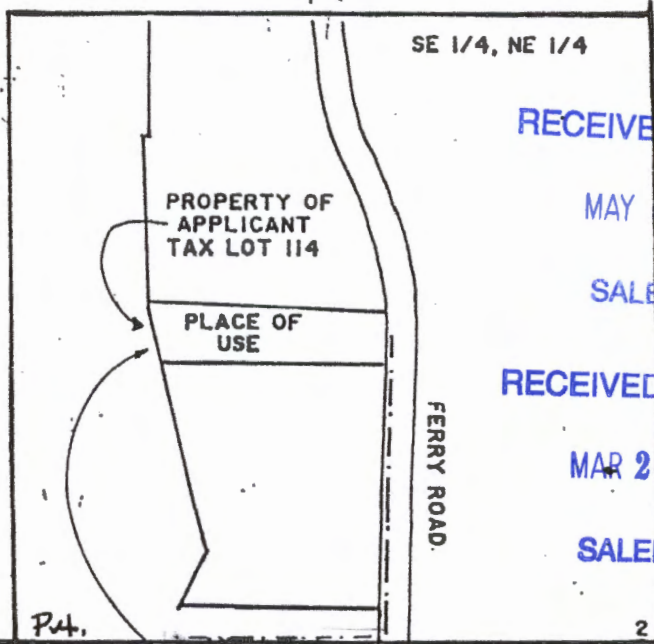 SE 1/4, NE 1/4
RECEIVE
MAY
SALE
PROPERTY OF
APPLICANT
TAX LOT 114
PLACE OF
USE
RECEIVED
MAR 2
SALE
FERRY ROAD.
2